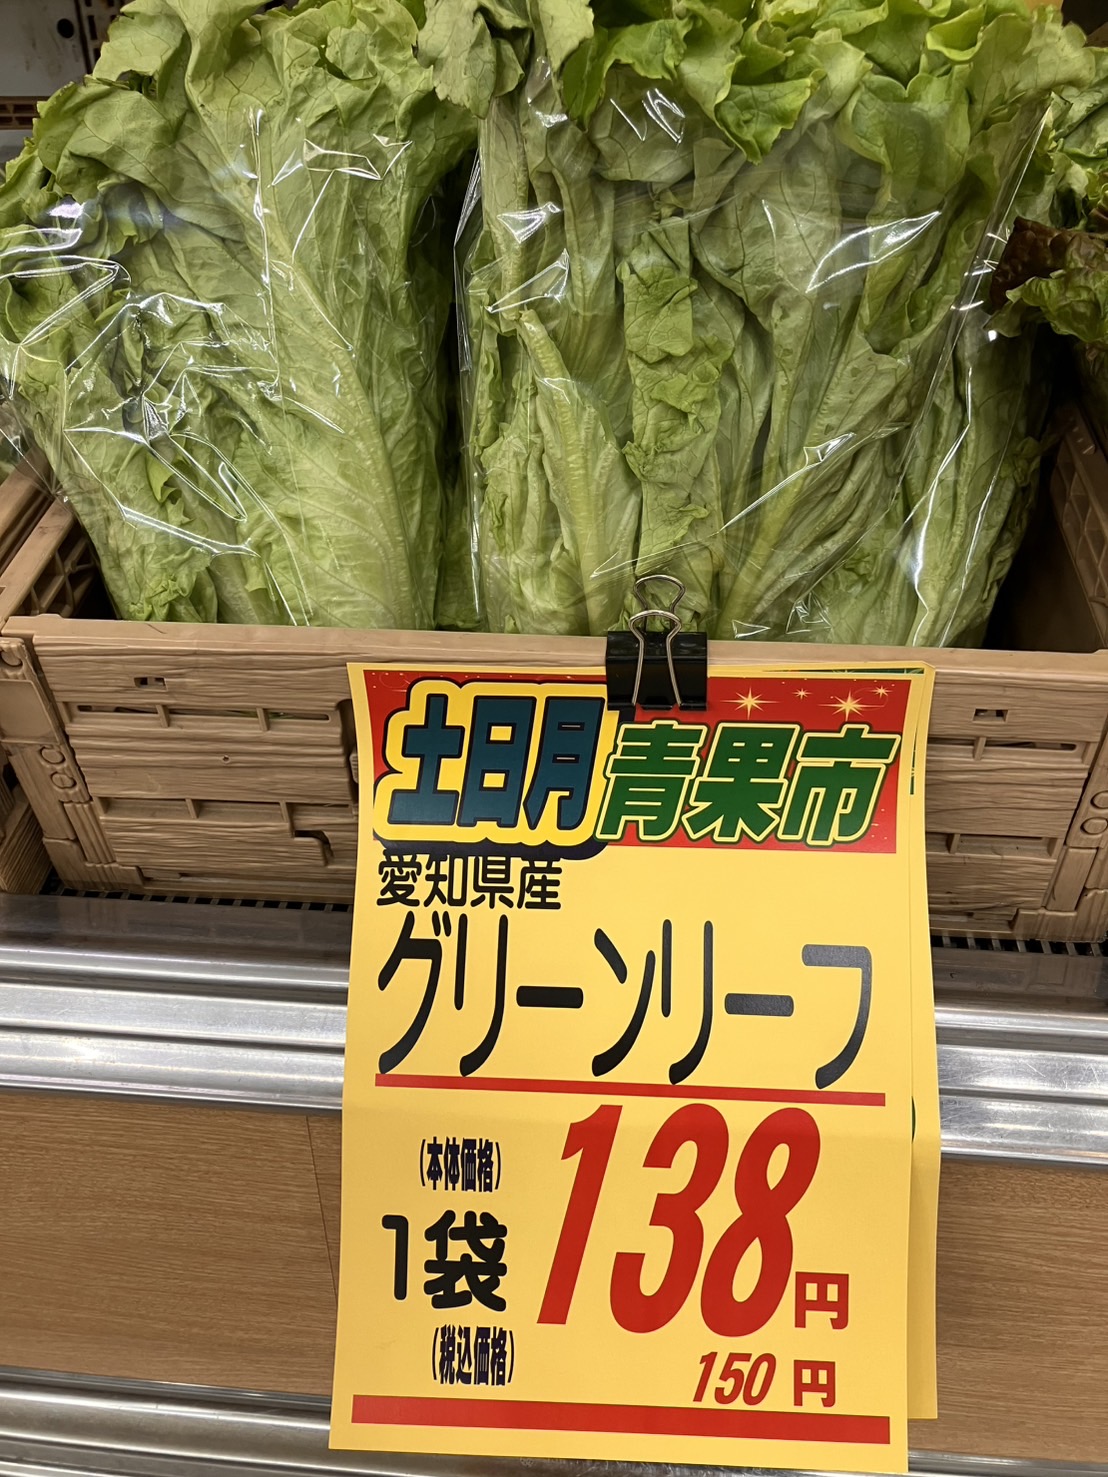 土日月 青果市
愛知県産
グリーンリーフ
(本体価格)
1袋 138円
(税込価格)
150円